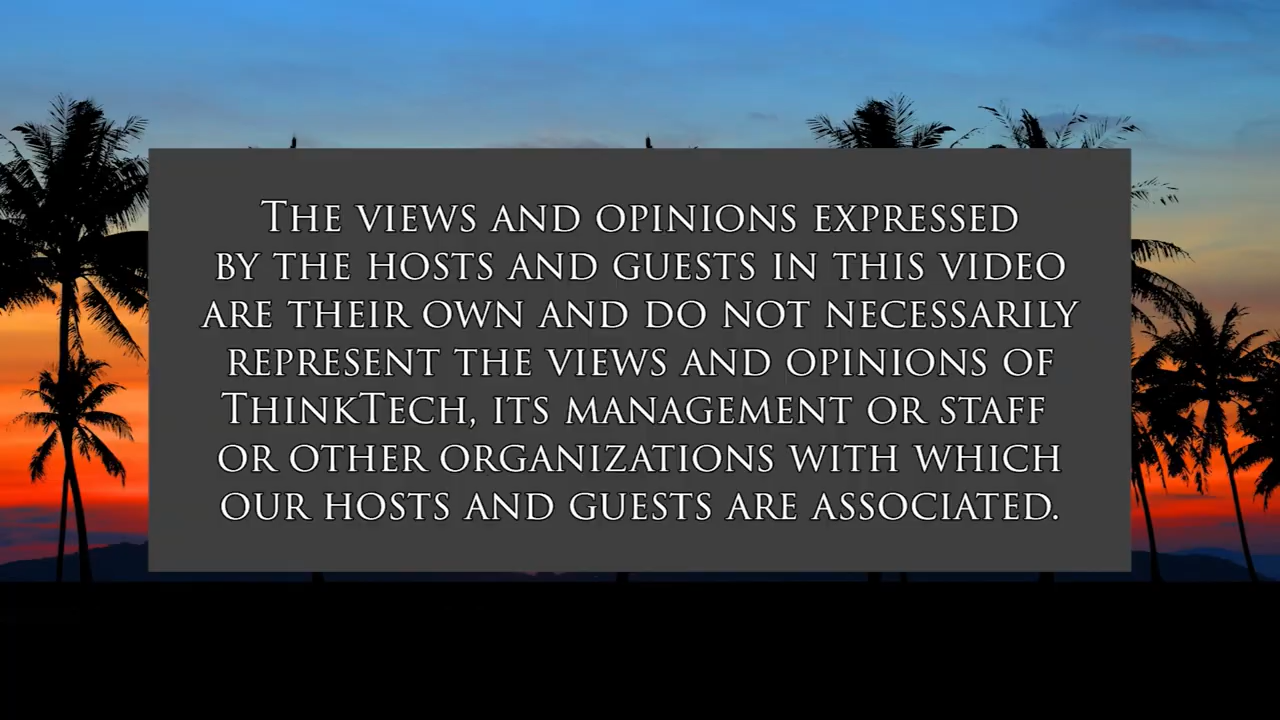 The views and opinions expressed
by the hosts and guests in this video
are their own and do not necessarily
represent the views and opinions of
ThinkTech, its management or staff
or other organizations with which
our hosts and guests are associated.